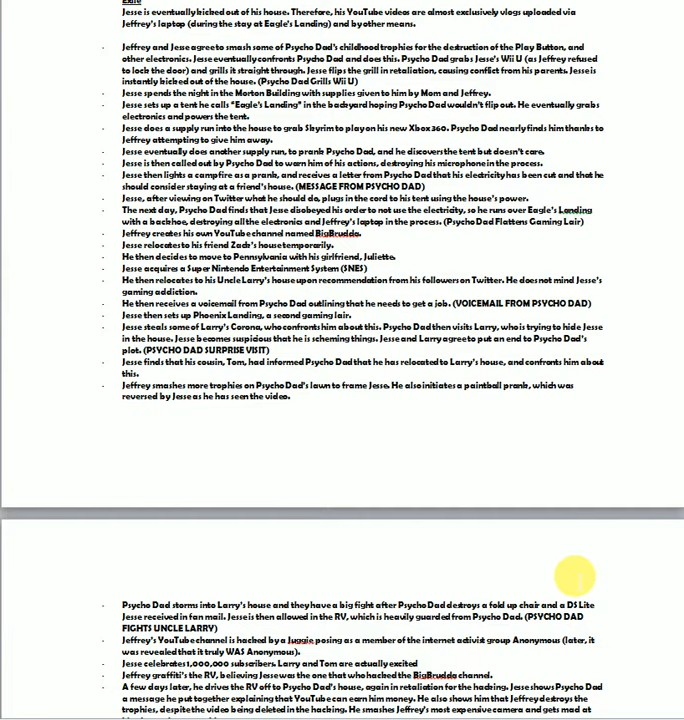 Exile
Jesse is eventually kicked out of his house. Therefore, his YouTube videos are almost exclusively vlogs uploaded via
Jeffrey's laptop (during the stay at Eagle's Landing) and by other means.
- Jeffrey and Jesse agree to smash some of Psycho Dad's childhood trophies for the destruction of the Play Button, and
other electronics. Jesse eventually confronts Psycho Dad and does this. Psycho Dad grabs Jesse's Wii U (as Jeffrey refused
to lock the door) and grills it straight through. Jesse flips the grill in retaliation, causing conflict from his parents. Jesse is
instantly kicked out of the house. (Psycho Dad Grills Wii U)
- Jesse spends the night in the Morton Building with supplies given to him by Mom and Jeffrey.
- Jesse sets up a tent he calls "Eagle's Landing" in the backyard hoping Psycho Dad wouldn't flip out. He eventually grabs
electronics and powers the tent.
- Jesse does a supply run into the house to grab Skyrim to play on his new Xbox 360. Psycho Dad nearly finds him thanks to
Jeffrey attempting to give him away.
- Jesse eventually does another supply run, to prank Psycho Dad, and he discovers the tent but doesn't care.
- Jesse is then called out by Psycho Dad to warn him of his actions, destroying his microphone in the process.
- Jesse then lights a campfire as a prank, and receives a letter from Psycho Dad that his electricity has been cut and that he
should consider staying at a friend's house. (MESSAGE FROM PSYCHO DAD)
- Jesse, after viewing on Twitter what he should do, plugs in the cord to his tent using the house's power.
- The next day, Psycho Dad finds that Jesse disobeyed his order to not use the electricity, so he runs over Eagle's Landing
with a backhoe, destroying all the electronics and Jeffrey's laptop in the process. (Psycho Dad Flattens Gaming Lair)
- Jeffrey creates his own YouTube channel named BigBrudda.
- Jesse relocates to his friend Zack's house temporarily.
- He then decides to move to Pennsylvania with his girlfriend, Juliette.
- Jesse acquires a Super Nintendo Entertainment System (SNES)
- He then relocates to his Uncle Larry's house upon recommendation from his followers on Twitter. He does not mind Jesse's
gaming addiction.
- He then receives a voicemail from Psycho Dad outlining that he needs to get a job. (VOICEMAIL FROM PSYCHO DAD)
- Jesse then sets up Phoenix Landing, a second gaming lair.
- Jesse steals some of Larry's Corona, who confronts him about this. Psycho Dad then visits Larry, who is trying to hide Jesse
in the house. Jesse becomes suspicious that he is scheming things. Jesse and Larry agree to put an end to Psycho Dad's
plot. (PSYCHO DAD SURPRISE VISIT)
- Jesse finds that his cousin, Tom, had informed Psycho Dad that he has relocated to Larry's house, and confronts him about
this.
- Jeffrey smashes more trophies on Psycho Dad's lawn to frame Jesse. He also initiates a paintball prank, which was
reversed by Jesse as he has seen the video.
- Psycho Dad storms into Larry's house and they have a big fight after Psycho Dad destroys a fold up chair and a DS Lite
Jesse received in fan mail. Jesse is then allowed in the RV, which is heavily guarded from Psycho Dad. (PSYCHO DAD
FIGHTS UNCLE LARRY)
- Jeffrey's YouTube channel is hacked by a Juggie posing as a member of the internet activist group Anonymous (later, it
was revealed that it truly WAS Anonymous).
- Jesse celebrates 1,000,000 subscribers. Larry and Tom are actually excited
- Jeffrey graffiti's the RV, believing Jesse was the one that who hacked the BigBrudda channel.
- A few days later, he drives the RV off to Psycho Dad's house, again in retaliation for the hacking. Jesse shows Psycho Dad
a message he put together explaining that YouTube can earn money. He also shows him that Jeffrey destroys the
trophies, despite the video being deleted in the hacking. He smashes Jeffrey's most expensive camera and gets mad at